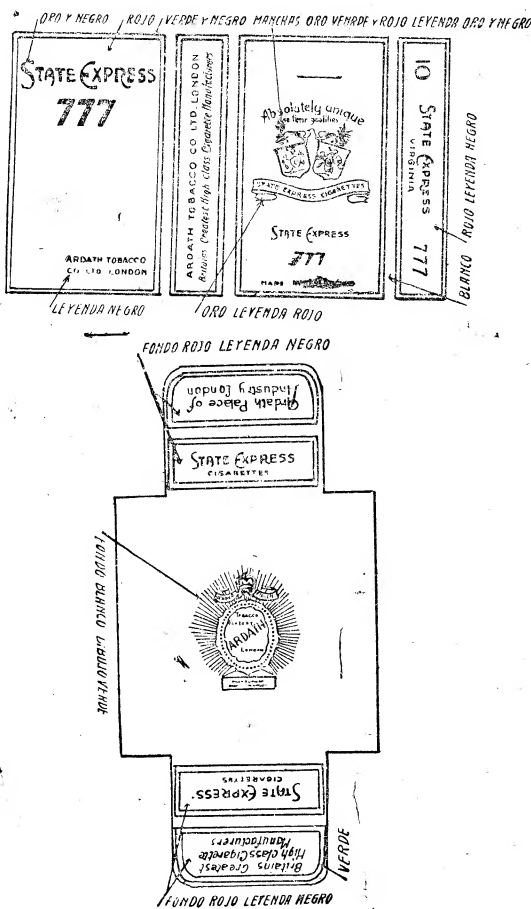 ORO Y NEGRO ROJO VERDE Y NEGRO MANCHAS ORO VERDE Y ROJO LEYENDA ORO Y NEGRO
STATE EXPRESS
777
ARDATH TOBACCO
CO LTD LONDON
ARDATH TOBACCO CO LTD LONDON
Britains Greatest High Class Cigarette Manufacturers
Absolutely unique
STATE EXPRESS CIGARETTES
STATE EXPRESS
777
MADE
10 STATE EXPRESS 777
VIRGINIA
ROJO LEYENDA NEGRO
BLANCO
LEYENDA NEGRO
ORO LEYENDA ROJO
FONDO ROJO LEYENDA NEGRO
Ardath Palace of
Industry London
STATE EXPRESS
CIGARETTES
FONDO BLANCO
Tobacco
ARDATH
London
STATE EXPRESS
CIGARETTES
Britains Greatest
High class Cigarette
Manufacturers
VERDE
FONDO ROJO LEYENDA NEGRO